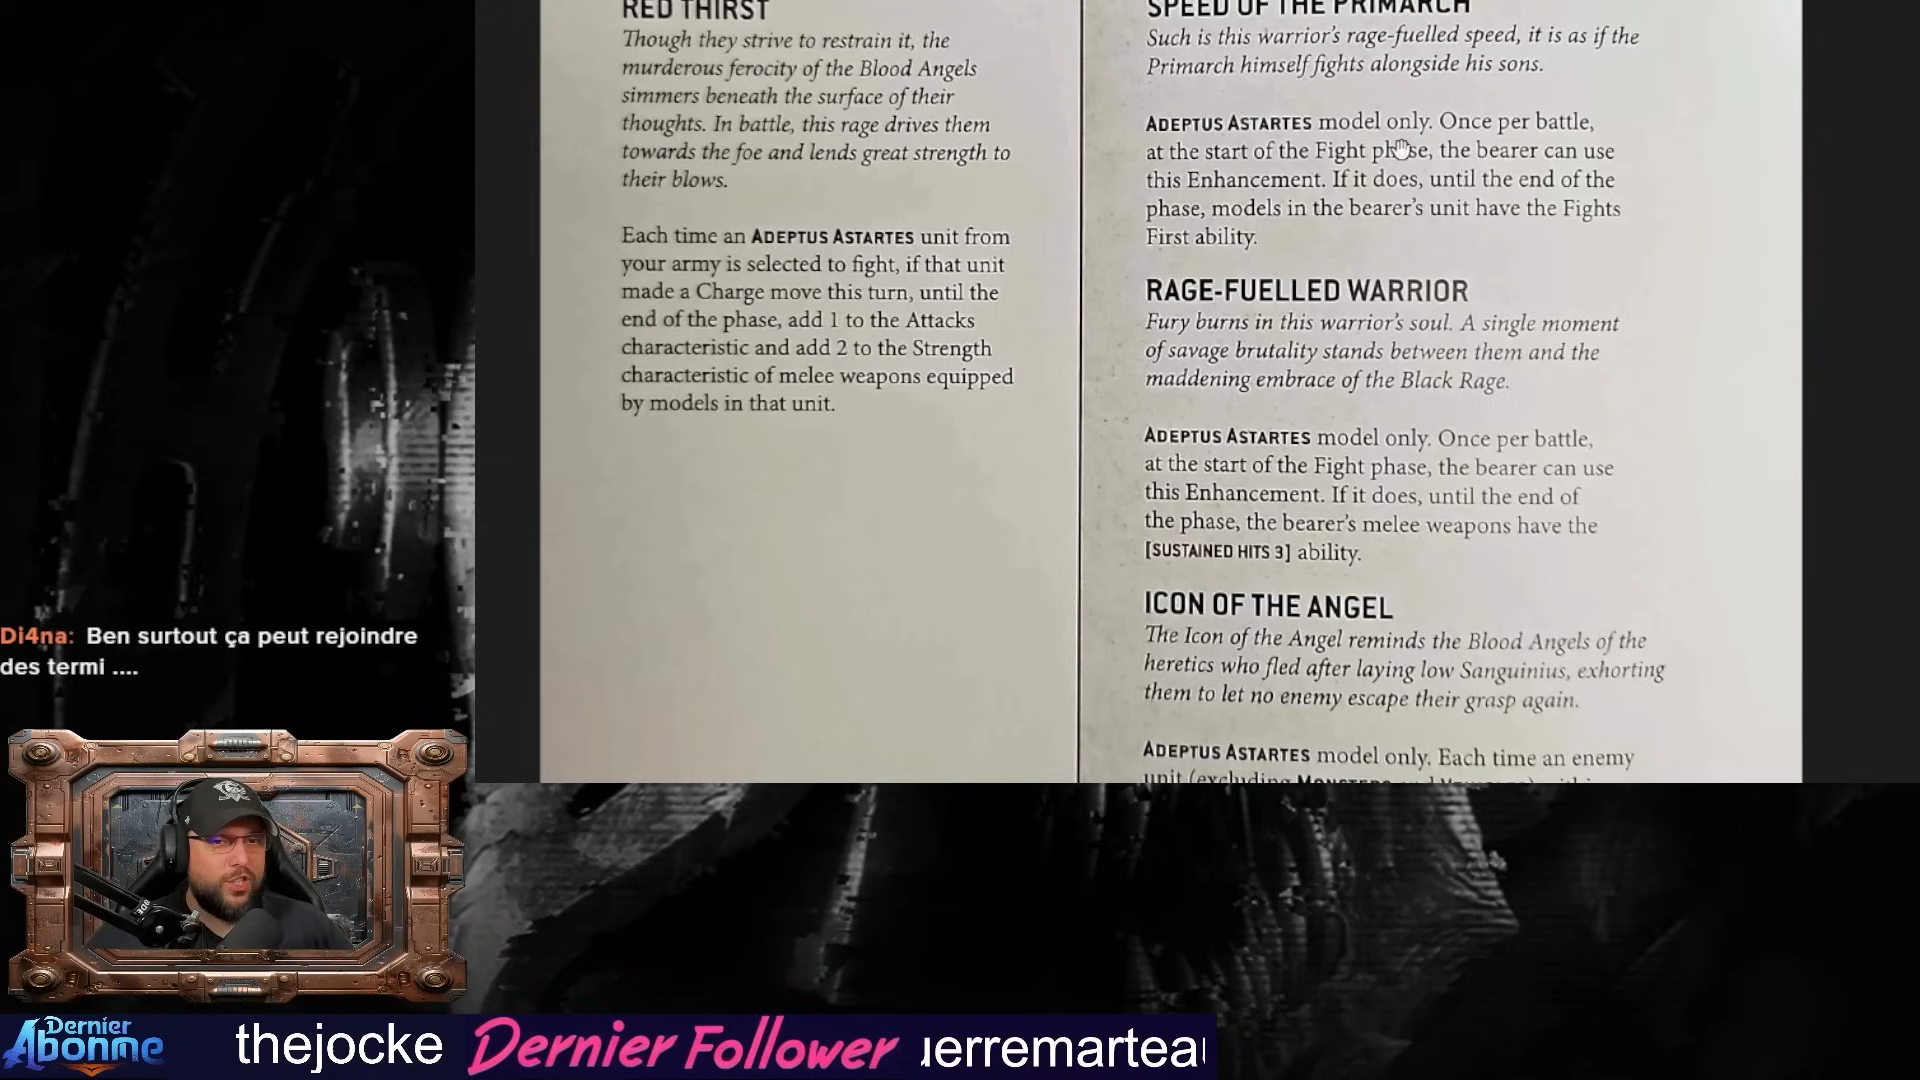 RED THIRST
Though they strive to restrain it, the
murderous ferocity of the Blood Angels
simmers beneath the surface of their
thoughts. In battle, this rage drives them
towards the foe and lends great strength to
their blows.
Each time an ADEPTUS ASTARTES unit from
your army is selected to fight, if that unit
made a Charge move this turn, until the
end of the phase, add 1 to the Attacks
characteristic and add 2 to the Strength
characteristic of melee weapons equipped
by models in that unit.
SPEED OF THE PRIMARCH
Such is this warrior's rage-fuelled speed, it is as if the
Primarch himself fights alongside his sons.
ADEPTUS ASTARTES model only. Once per battle,
at the start of the Fight phase, the bearer can use
this Enhancement. If it does, until the end of the
phase, models in the bearer's unit have the Fights
First ability.
RAGE-FUELLED WARRIOR
Fury burns in this warrior's soul. A single moment
of savage brutality stands between them and the
maddening embrace of the Black Rage.
ADEPTUS ASTARTES model only. Once per battle,
at the start of the Fight phase, the bearer can use
this Enhancement. If it does, until the end of
the phase, the bearer's melee weapons have the
[SUSTAINED HITS 3] ability.
ICON OF THE ANGEL
The Icon of the Angel reminds the Blood Angels of the
heretics who fled after laying low Sanguinius, exhorting
them to let no enemy escape their grasp again.
ADEPTUS ASTARTES model only. Each time an enemy
unit (excluding
Di4na: Ben surtout ça peut rejoindre
des termi ....
Dernier
Abonné
thejocke
Dernier Follower
uerremarteau